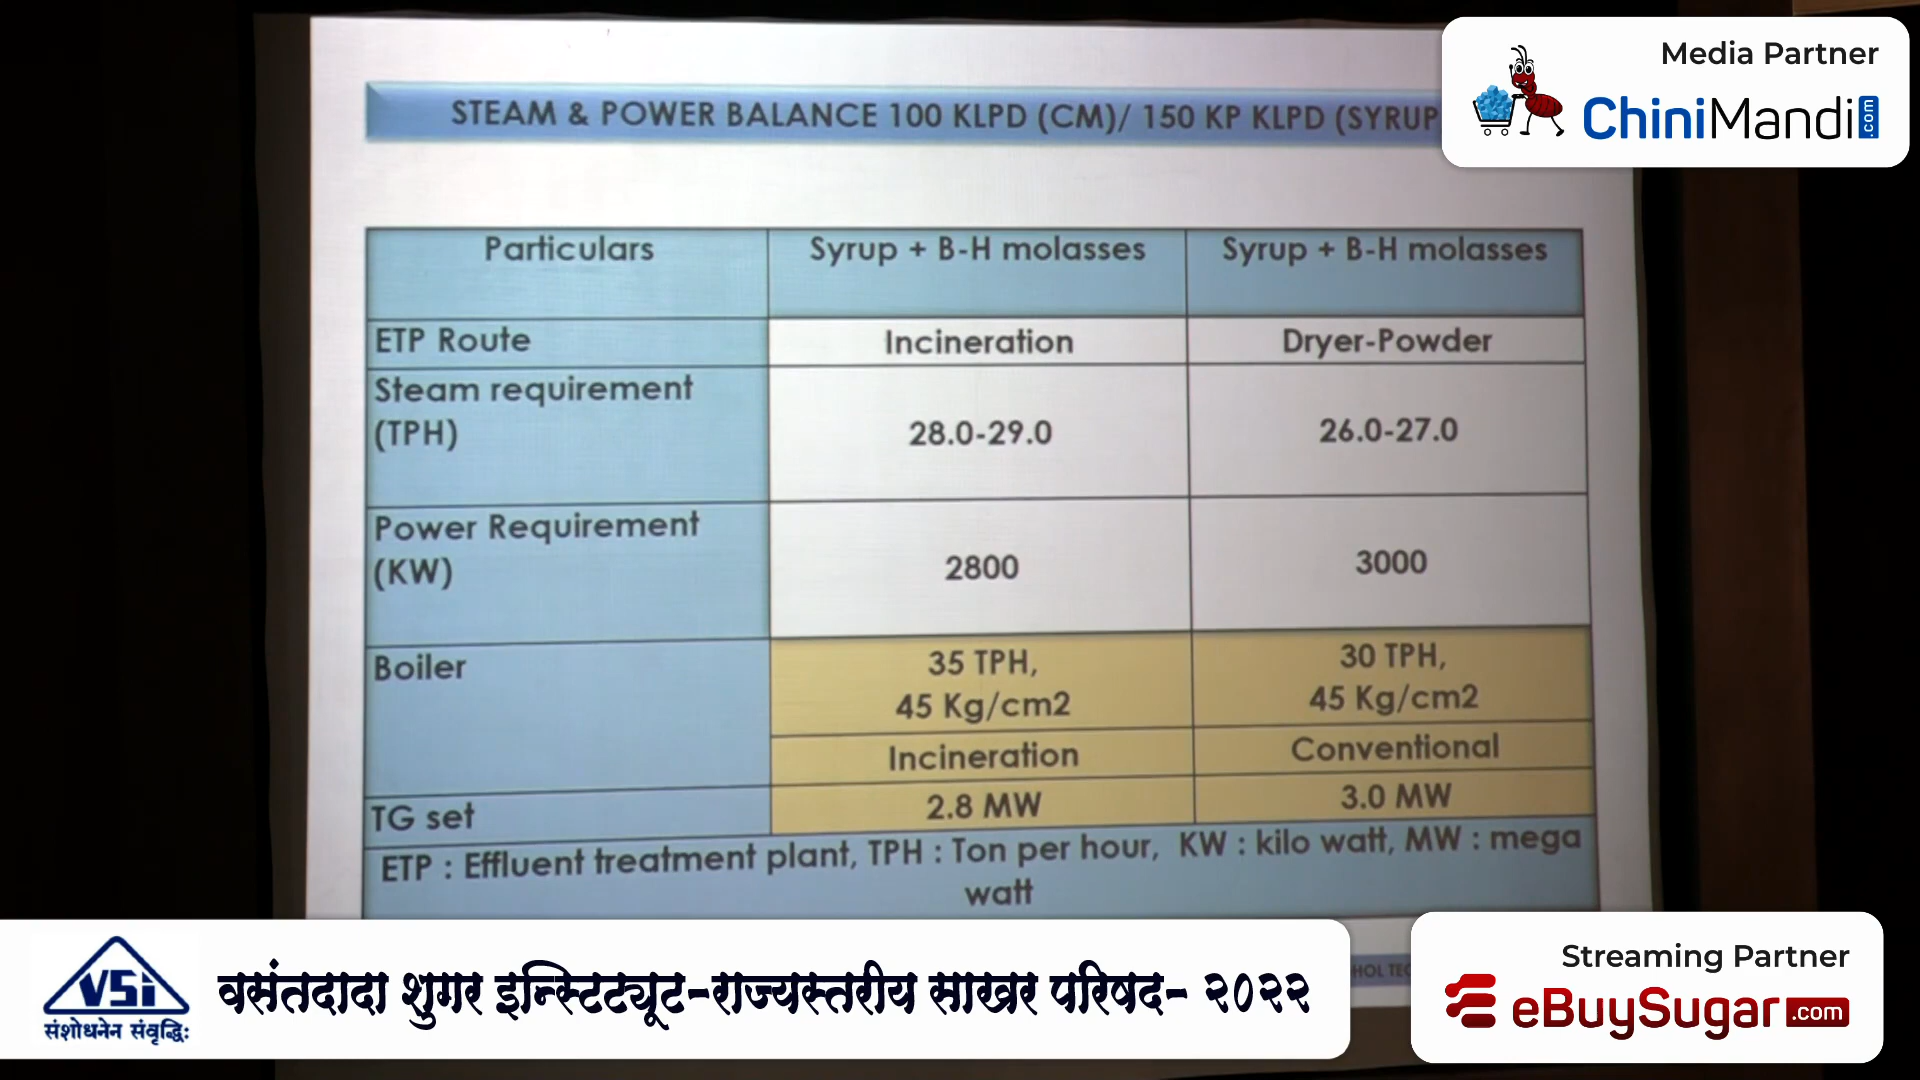 Media Partner
ChiniMandi.com
STEAM & POWER BALANCE 100 KLPD (CM)/ 150 KP KLPD (SYRUP
Particulars
Syrup + B-H molasses
Syrup + B-H molasses
ETP Route
Incineration
Dryer-Powder
Steam requirement
(TPH)
28.0-29.0
26.0-27.0
Power Requirement
(KW)
2800
3000
Boiler
35 TPH,
45 Kg/cm2
30 TPH,
45 Kg/cm2
Incineration
Conventional
TG set
2.8 MW
3.0 MW
ETP : Effluent treatment plant, TPH : Ton per hour, KW : kilo watt, MW : mega
watt
VSi
संशोधनेन संवृद्धिः
वसंतदादा शुगर इन्स्टिट्यूट-राज्यस्तरीय साखर परिषद- २०२२
Streaming Partner
eBuySugar.com